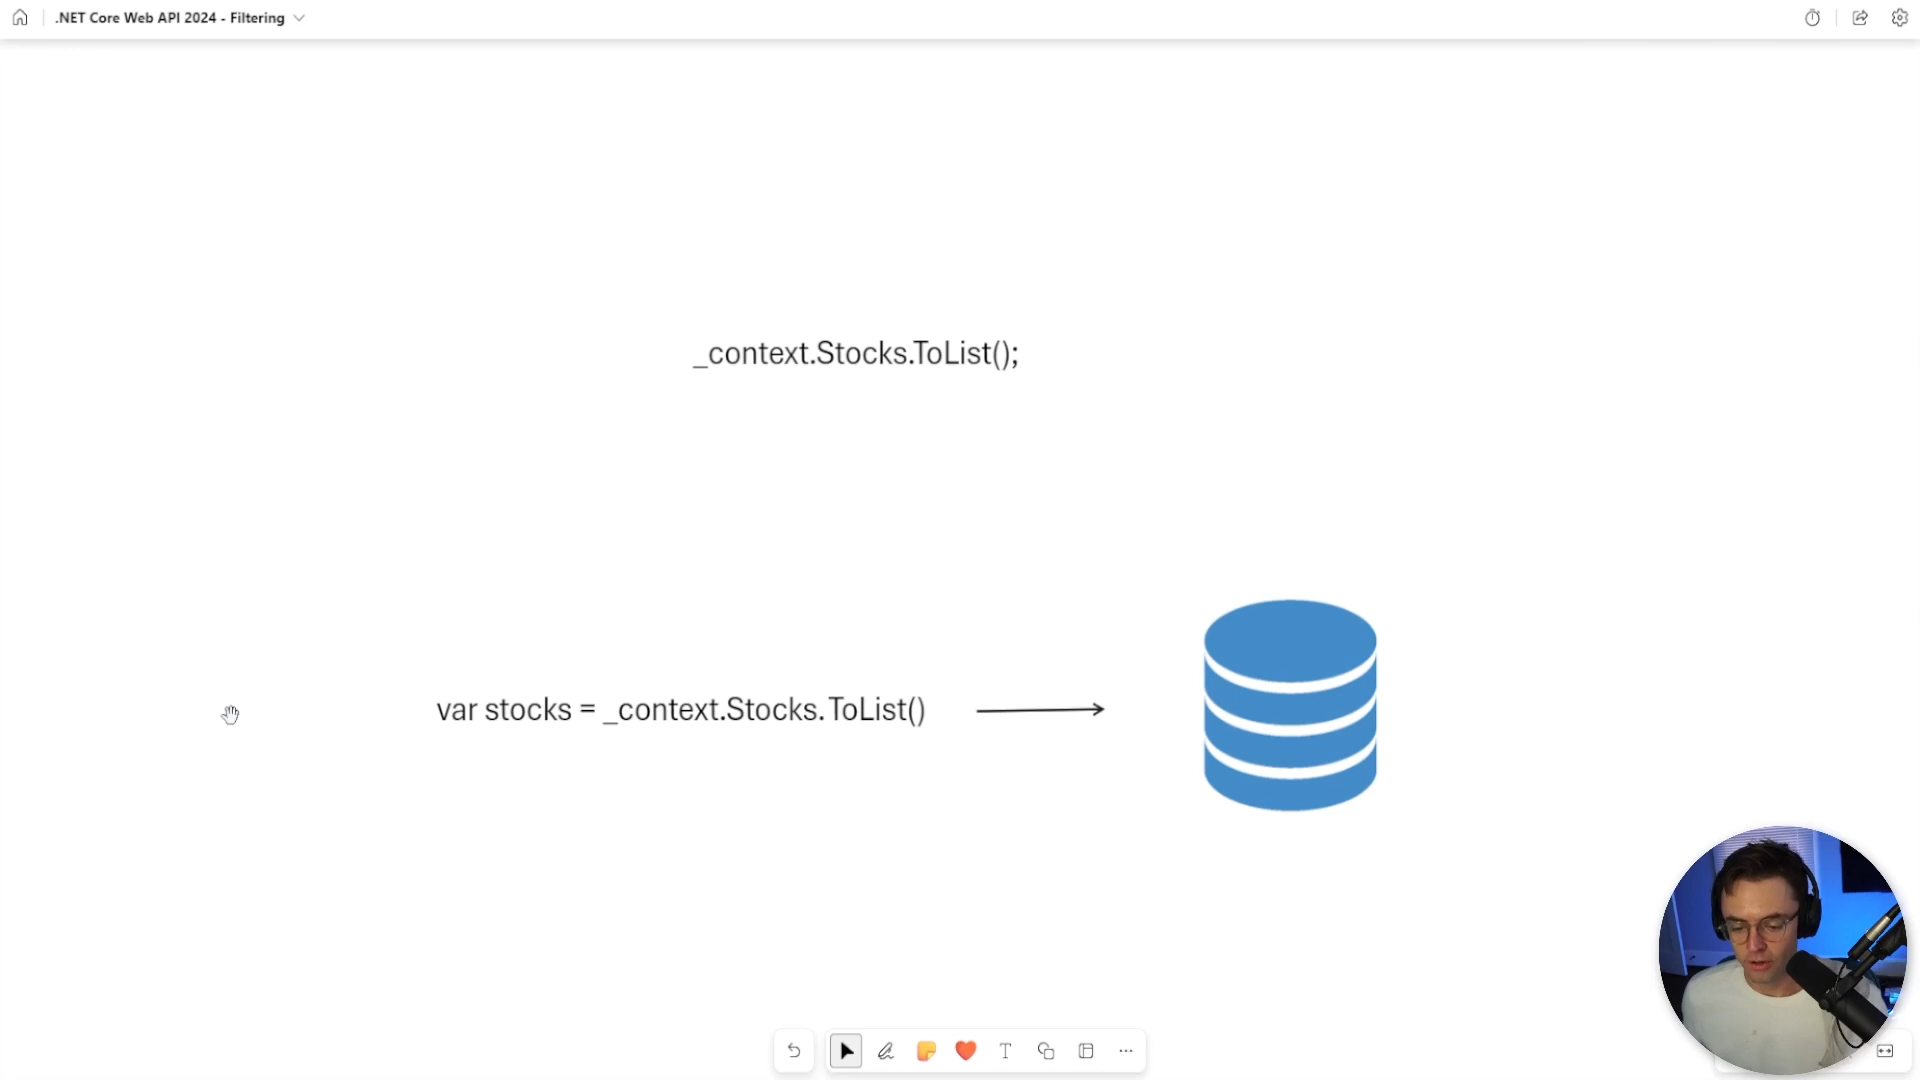 .NET Core Web API 2024 - Filtering
_context.Stocks.ToList();
var stocks = _context.Stocks. ToList()